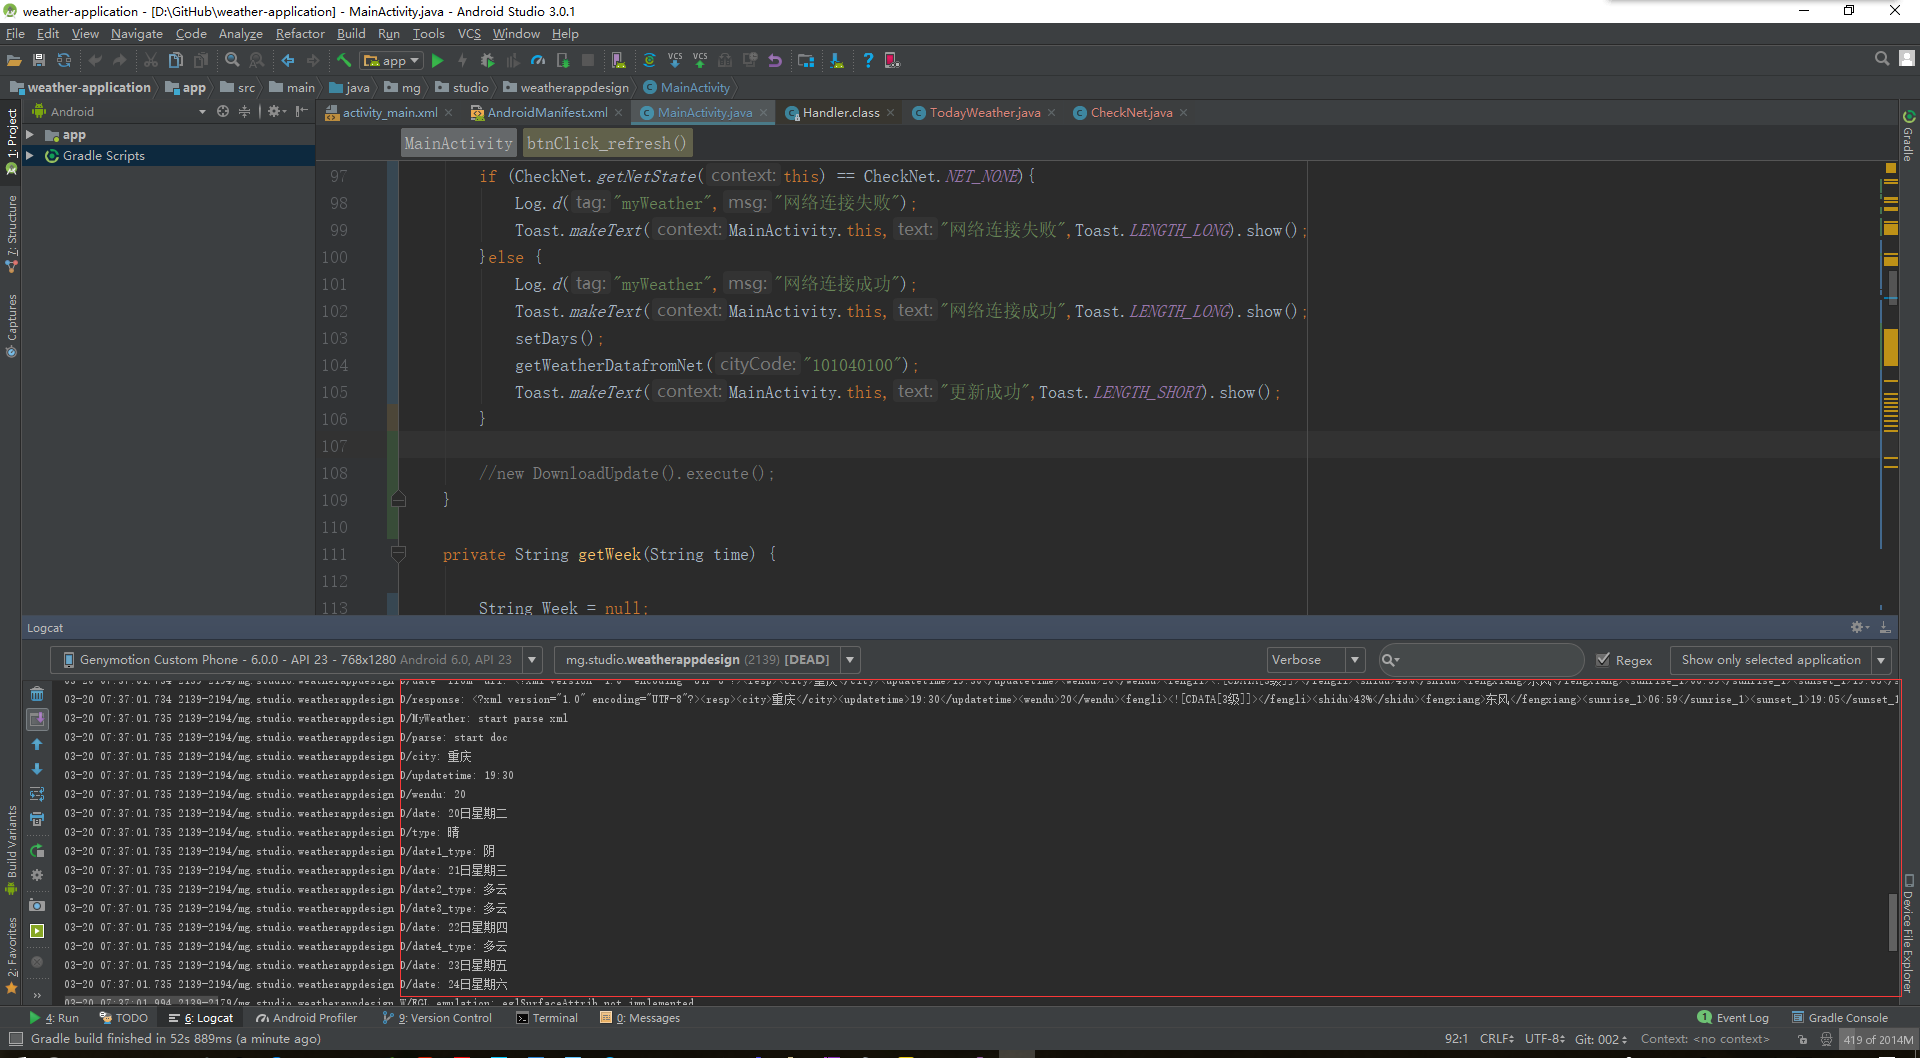 weather-application - [D:\GitHub\weather-application] - MainActivity.java - Android Studio 3.0.1
File Edit View Navigate Code Analyze Refactor Build Run Tools VCS Window Help
app
weather-application app src main java mg studio weatherappdesign MainActivity
Android
activity_main.xml AndroidManifest.xml MainActivity.java Handler.class TodayWeather.java CheckNet.java
MainActivity btnClick_refresh()
app
Gradle Scripts
1: Project
7: Structure
Captures
Build Variants
2: Favorites
Gradle
Device File Explorer
97 if (CheckNet.getNetState( context: this) == CheckNet.NET_NONE){
98 Log.d( tag: "myWeather", msg: "网络连接失败");
99 Toast.makeText( context: MainActivity.this, text: "网络连接失败",Toast.LENGTH_LONG).show();
100 }else {
101 Log.d( tag: "myWeather", msg: "网络连接成功");
102 Toast.makeText( context: MainActivity.this, text: "网络连接成功",Toast.LENGTH_LONG).show();
103 setDays();
104 getWeatherDatafromNet( cityCode: "101040100");
105 Toast.makeText( context: MainActivity.this, text: "更新成功",Toast.LENGTH_SHORT).show();
106 }
107
108 //new DownloadUpdate().execute();
109 }
110
111 private String getWeek(String time) {
112
113 String Week = null;
Logcat
Genymotion Custom Phone - 6.0.0 - API 23 - 768x1280 Android 6.0, API 23 mg.studio.weatherappdesign (2139) [DEAD] Verbose Regex Show only selected application
03-20 07:37:01.734 2139-2194/mg.studio.weatherappdesign D/response: <?xml version="1.0" encoding="UTF-8"?><resp><city>重庆</city><updatetime>19:30</updatetime><wendu>20</wendu><fengli><![CDATA[3级]]></fengli><shidu>43%</shidu><fengxiang>东风</fengxiang><sunrise_1>06:59</sunrise_1><sunset_1>19:05</sunset_1
03-20 07:37:01.735 2139-2194/mg.studio.weatherappdesign D/MyWeather: start parse xml
03-20 07:37:01.735 2139-2194/mg.studio.weatherappdesign D/parse: start doc
03-20 07:37:01.735 2139-2194/mg.studio.weatherappdesign D/city: 重庆
03-20 07:37:01.735 2139-2194/mg.studio.weatherappdesign D/updatetime: 19:30
03-20 07:37:01.735 2139-2194/mg.studio.weatherappdesign D/wendu: 20
03-20 07:37:01.735 2139-2194/mg.studio.weatherappdesign D/date: 20日星期二
03-20 07:37:01.735 2139-2194/mg.studio.weatherappdesign D/type: 晴
03-20 07:37:01.735 2139-2194/mg.studio.weatherappdesign D/date1_type: 阴
03-20 07:37:01.735 2139-2194/mg.studio.weatherappdesign D/date: 21日星期三
03-20 07:37:01.735 2139-2194/mg.studio.weatherappdesign D/date2_type: 多云
03-20 07:37:01.735 2139-2194/mg.studio.weatherappdesign D/date3_type: 多云
03-20 07:37:01.735 2139-2194/mg.studio.weatherappdesign D/date: 22日星期四
03-20 07:37:01.735 2139-2194/mg.studio.weatherappdesign D/date4_type: 多云
03-20 07:37:01.735 2139-2194/mg.studio.weatherappdesign D/date: 23日星期五
03-20 07:37:01.735 2139-2194/mg.studio.weatherappdesign D/date: 24日星期六
4: Run TODO 6: Logcat Android Profiler 9: Version Control Terminal 0: Messages 1 Event Log Gradle Console
Gradle build finished in 52s 889ms (a minute ago) 92:1 CRLF UTF-8 Git: 002 Context: <no context> 419 of 2014M